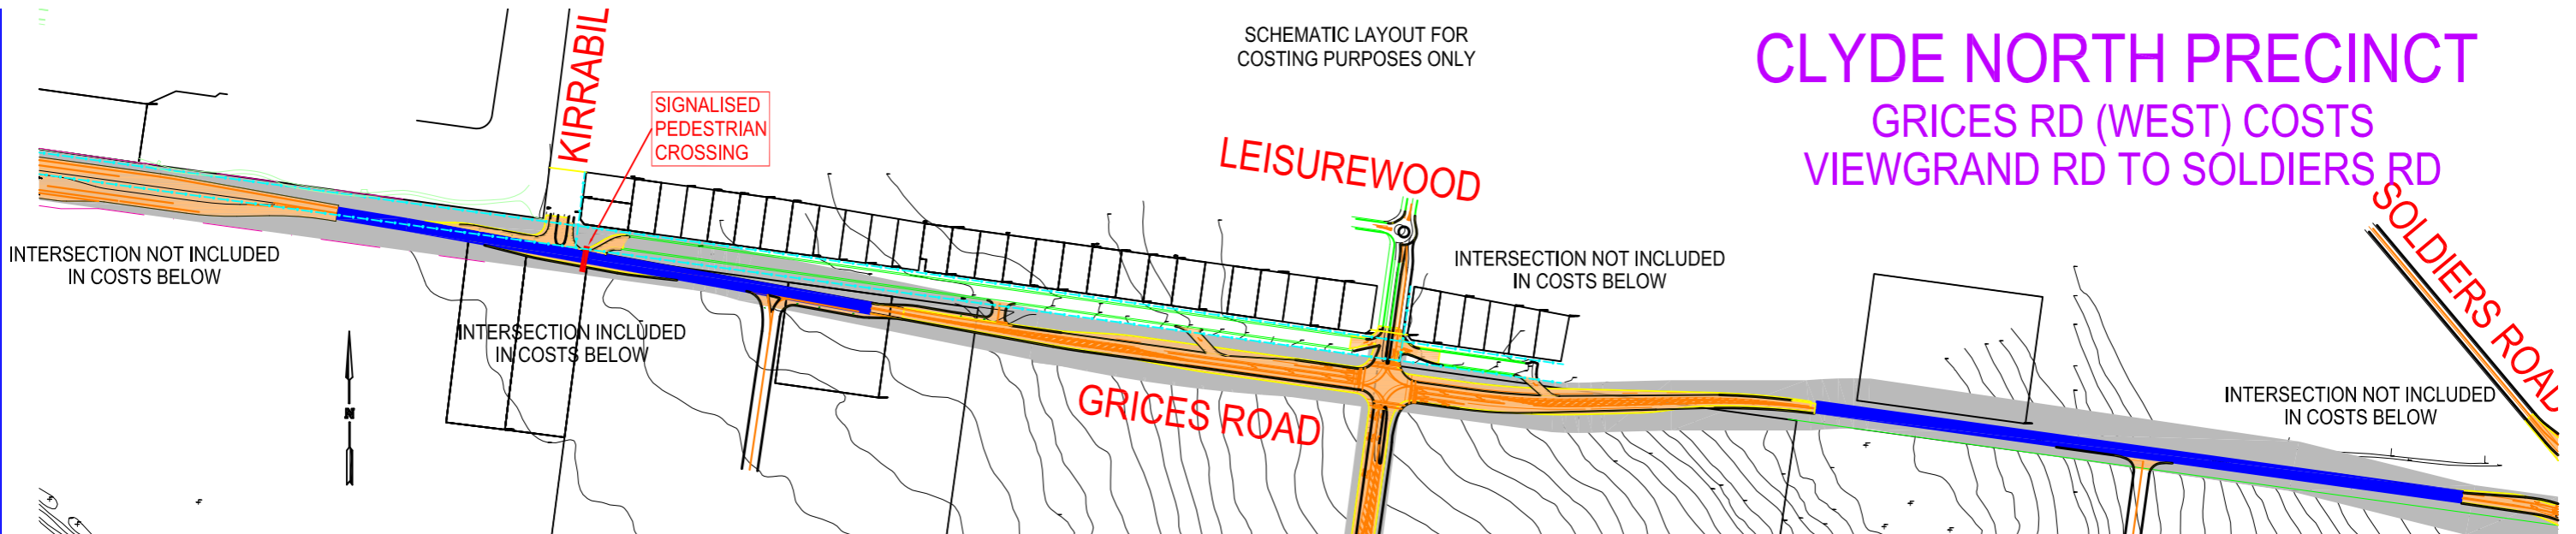 SCHEMATIC LAYOUT FOR
COSTING PURPOSES ONLY
CLYDE NORTH PRECINCT
GRICES RD (WEST) COSTS
VIEWGRAND RD TO SOLDIERS RD
KIRRABIL
SIGNALISED
PEDESTRIAN
CROSSING
LEISUREWOOD
SOLDIERS ROAD
INTERSECTION NOT INCLUDED
IN COSTS BELOW
INTERSECTION NOT INCLUDED
IN COSTS BELOW
INTERSECTION INCLUDED
IN COSTS BELOW
GRICES ROAD
INTERSECTION NOT INCLUDED
IN COSTS BELOW
N